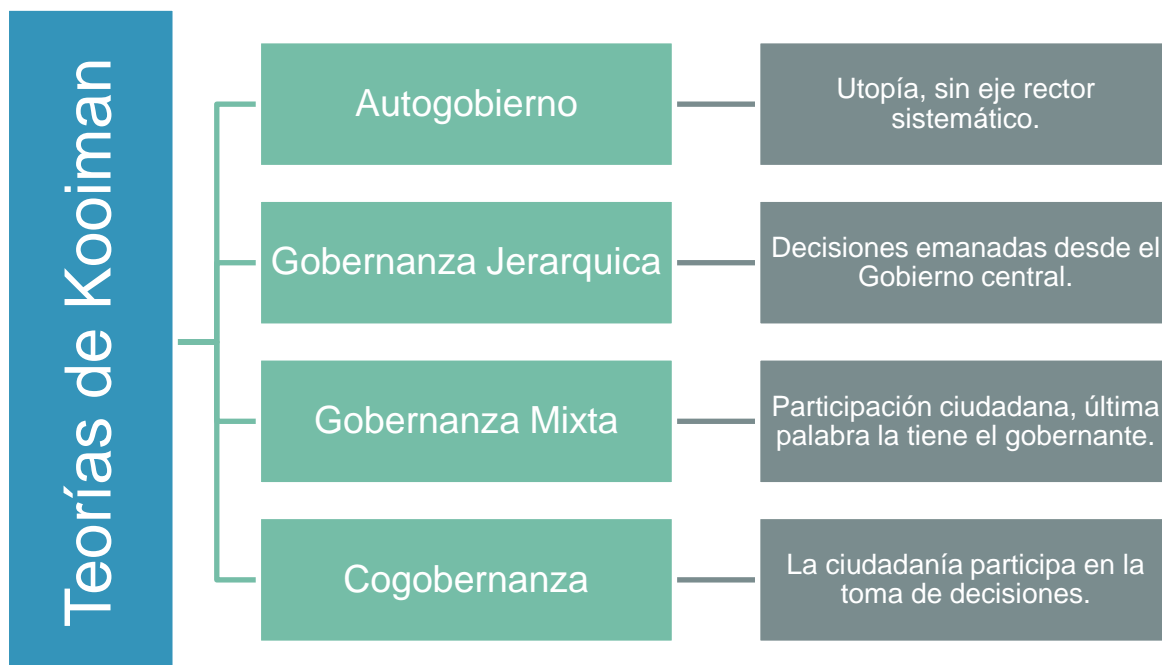 Teorías de Kooiman
Autogobierno
Utopía, sin eje rector
sistemático.
Gobernanza Jerarquica
Decisiones emanadas desde el
Gobierno central.
Gobernanza Mixta
Participación ciudadana, última
palabra la tiene el gobernante.
Cogobernanza
La ciudadanía participa en la
toma de decisiones.